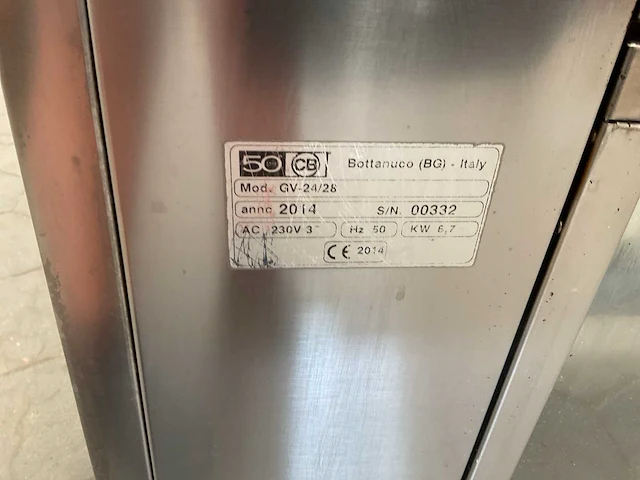 50 CB Bottanuco (BG) - Italy
Mod. GV-24/28
anno 2014 S/N. 00332
AC 230V 3 Hz 50 KW 6,7
CE 2014